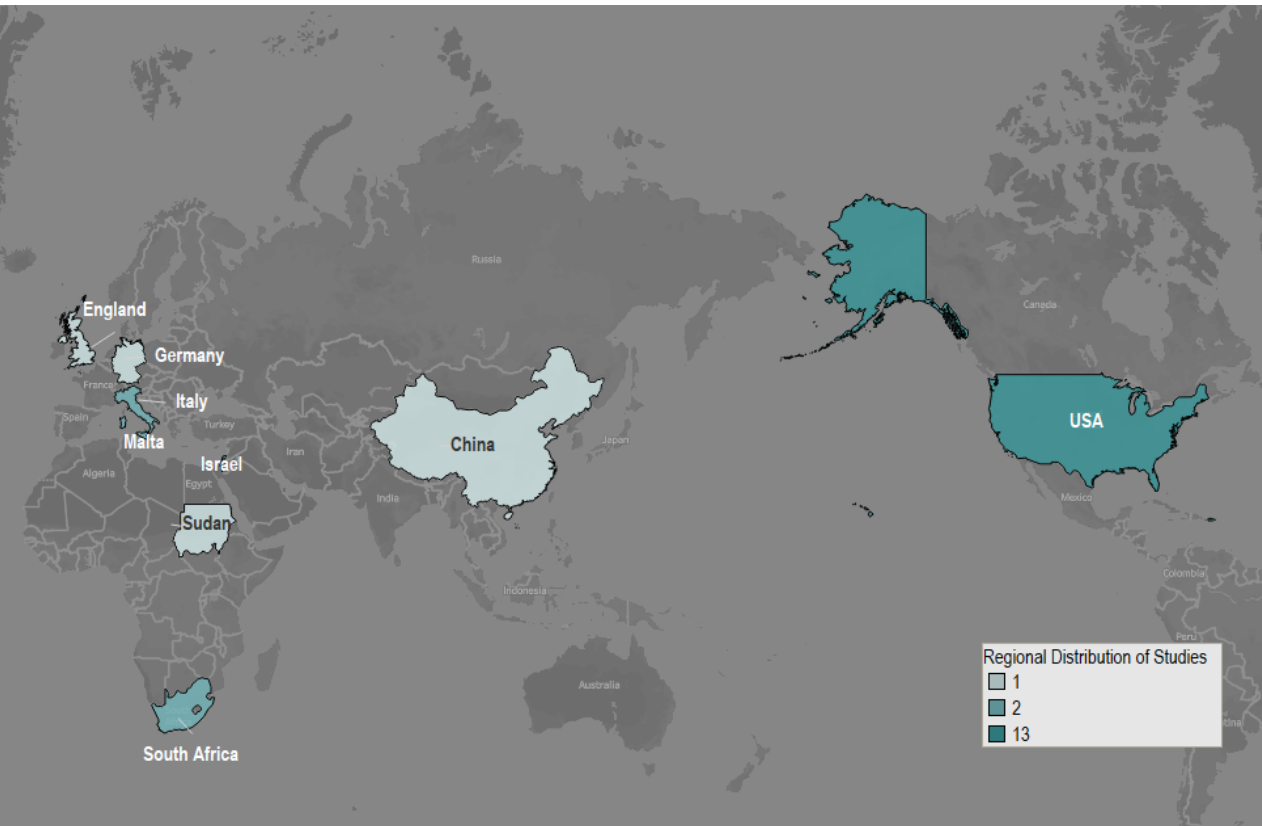 Russia
Canada
England
Germany
France
Italy
Spain
Turkey
Malta
USA
China
Japan
Iran
Israel
Algeria
Egypt
India
Mexico
Sudan
Colombia
Indonesia
Peru
Australia
South Africa
Regional Distribution of Studies
1
2
13